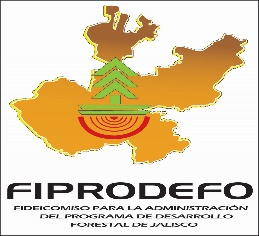 FIPRODEFO
FIDEICOMISO PARA LA ADMINISTRACIÓN
DEL PROGRAMA DE DESARROLLO
FORESTAL DE JALISCO